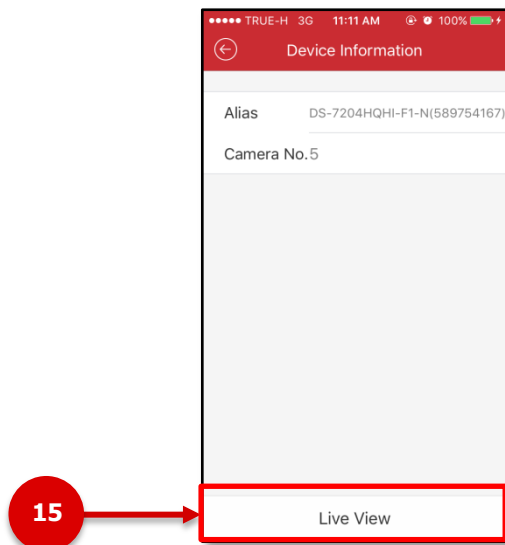 TRUE-H 3G 11:11 AM 100%
Device Information
Alias DS-7204HQHI-F1-N(589754167)
Camera No. 5
15
Live View